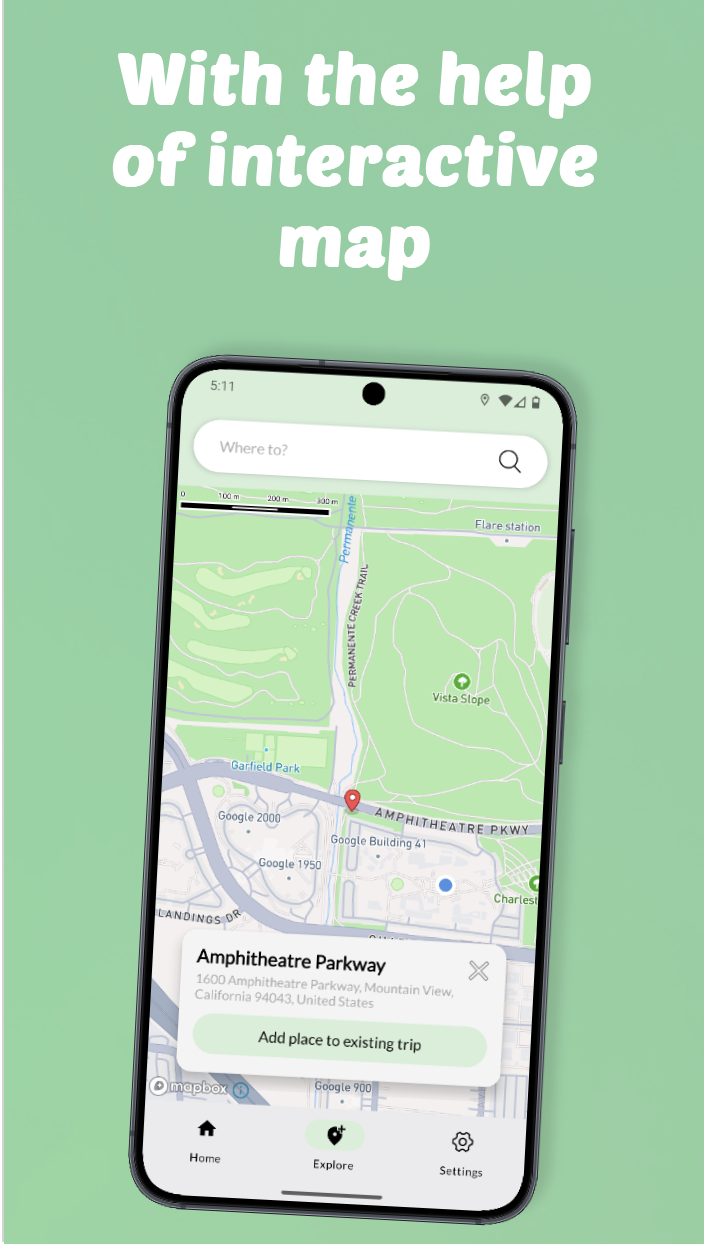 With the help
of interactive
map
5:11
Where to?
0 100 m 200 m 300 m
Permanente
Flare station
PERMANENTE CREEK TRAIL
Vista Slope
Garfield Park
AMPHITHEATRE PKWY
Google 2000
Google Building 41
Google 1950
Charlest
LANDINGS DR
Amphitheatre Parkway
1600 Amphitheatre Parkway, Mountain View,
California 94043, United States
Add place to existing trip
mapbox
Google 900
Home
Explore
Settings